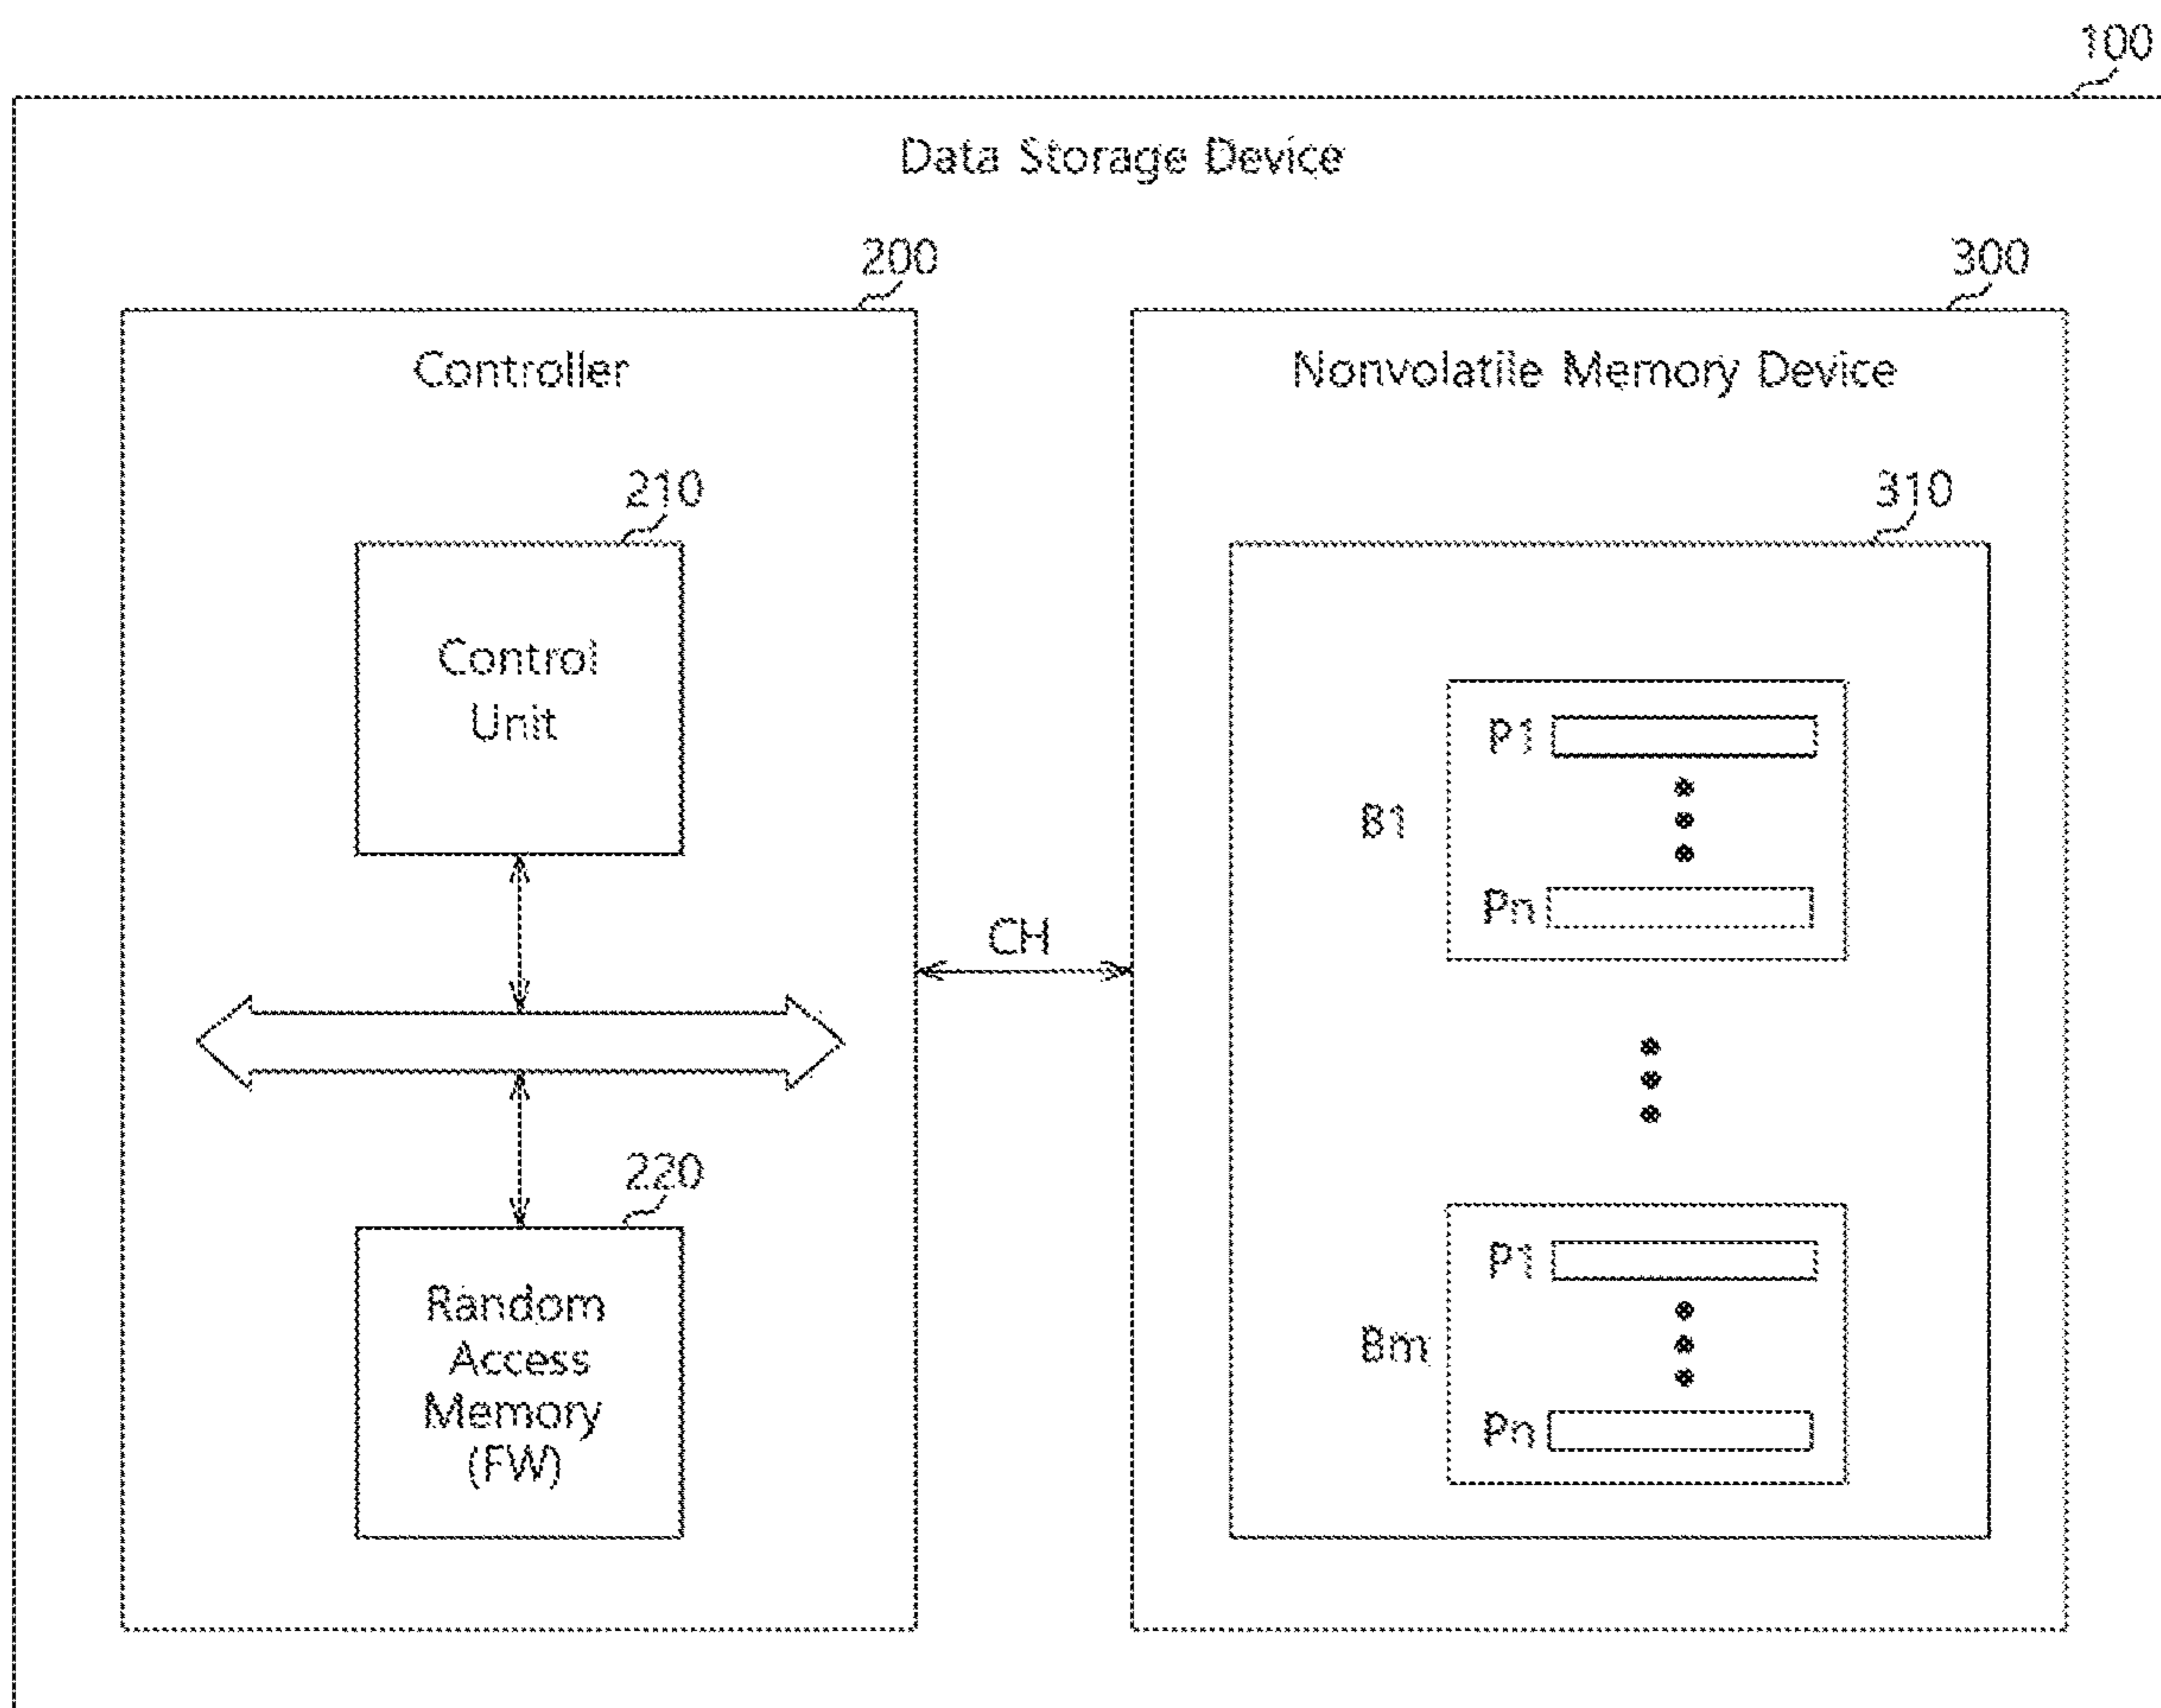 100
Data Storage Device
200
300
Controller
Nonvolatile Memory Device
210
310
Control
Unit
P1
B1
Pn
CH
220
Random
Access
Memory
(FW)
P1
Bm
Pn